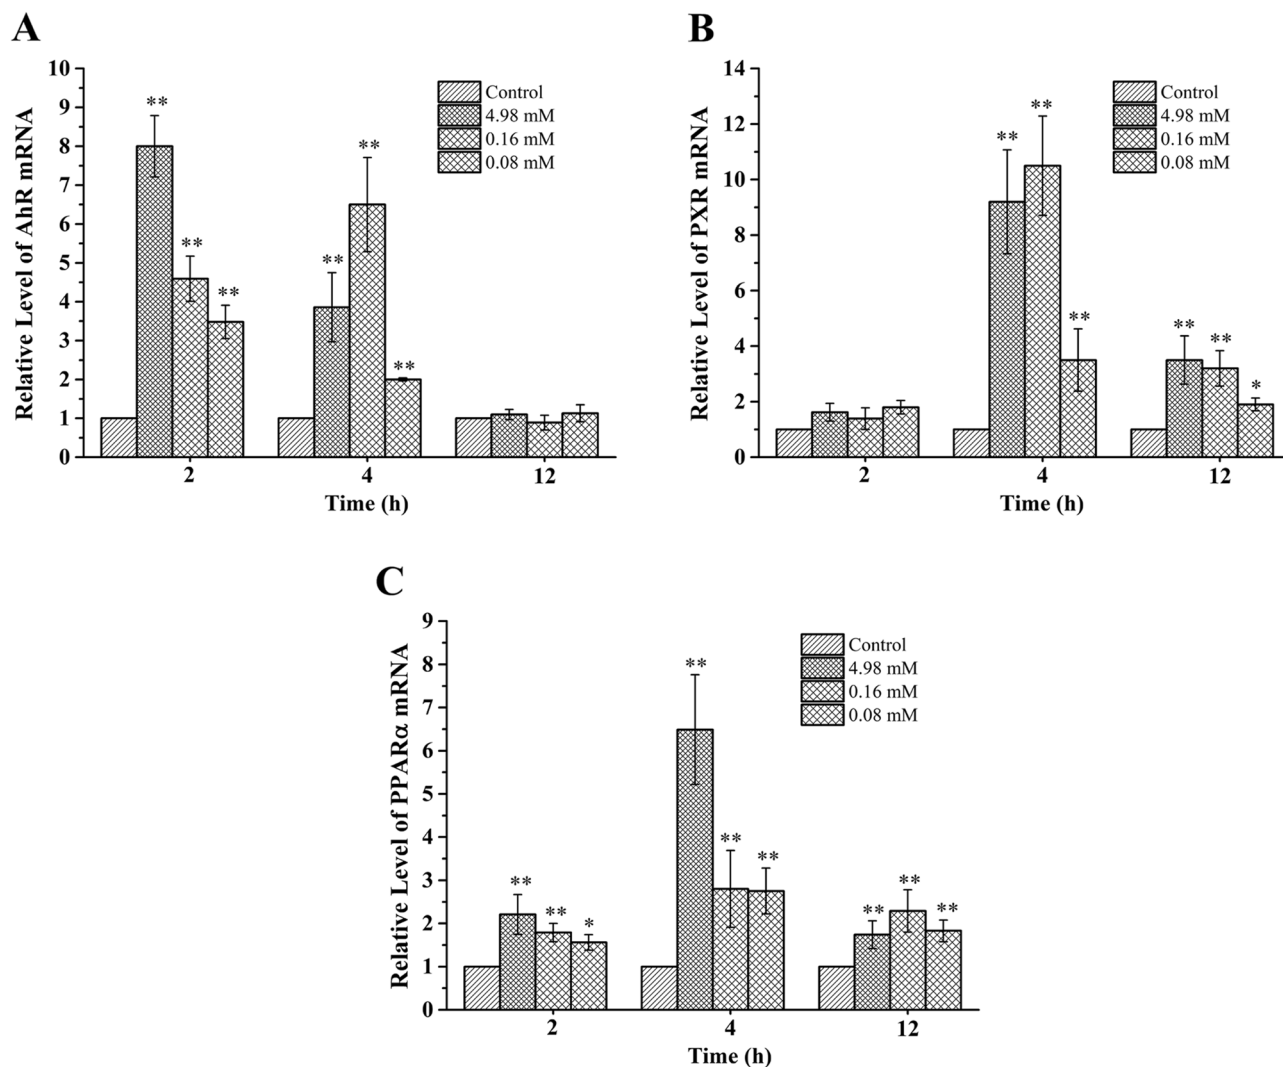 A
Relative Level of AhR mRNA
10
9
8
7
6
5
4
3
2
1
0
Control
4.98 mM
0.16 mM
0.08 mM
**
**
**
**
**
**
2
4
12
Time (h)
B
Relative Level of PXR mRNA
14
12
10
8
6
4
2
0
Control
4.98 mM
0.16 mM
0.08 mM
**
**
**
**
**
*
2
4
12
Time (h)
C
Relative Level of PPARα mRNA
9
8
7
6
5
4
3
2
1
0
Control
4.98 mM
0.16 mM
0.08 mM
**
**
*
**
**
**
**
**
**
2
4
12
Time (h)